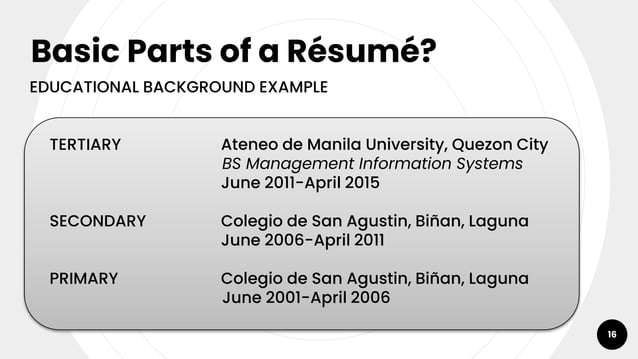 Basic Parts of a Résumé?
EDUCATIONAL BACKGROUND EXAMPLE
TERTIARY Ateneo de Manila University, Quezon City
BS Management Information Systems
June 2011-April 2015
SECONDARY Colegio de San Agustin, Biñan, Laguna
June 2006-April 2011
PRIMARY Colegio de San Agustin, Biñan, Laguna
June 2001-April 2006
16